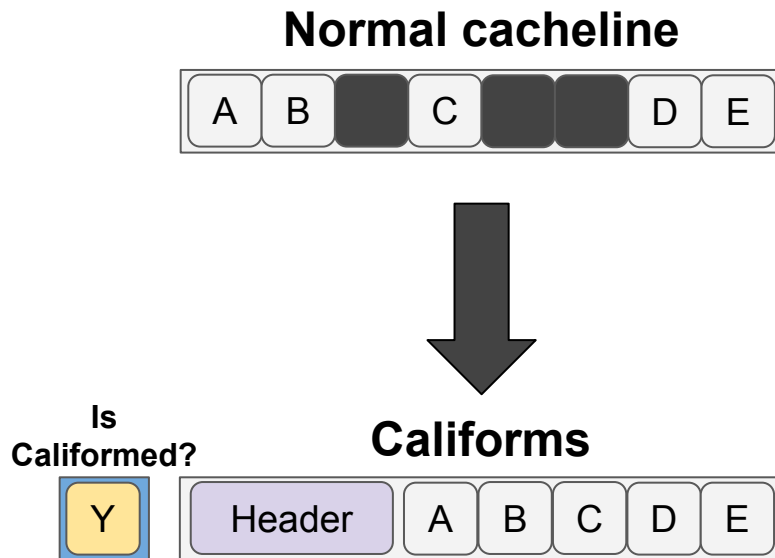 Normal cacheline
A B C D E
Is
Califormed?
Califorms
Y Header A B C D E